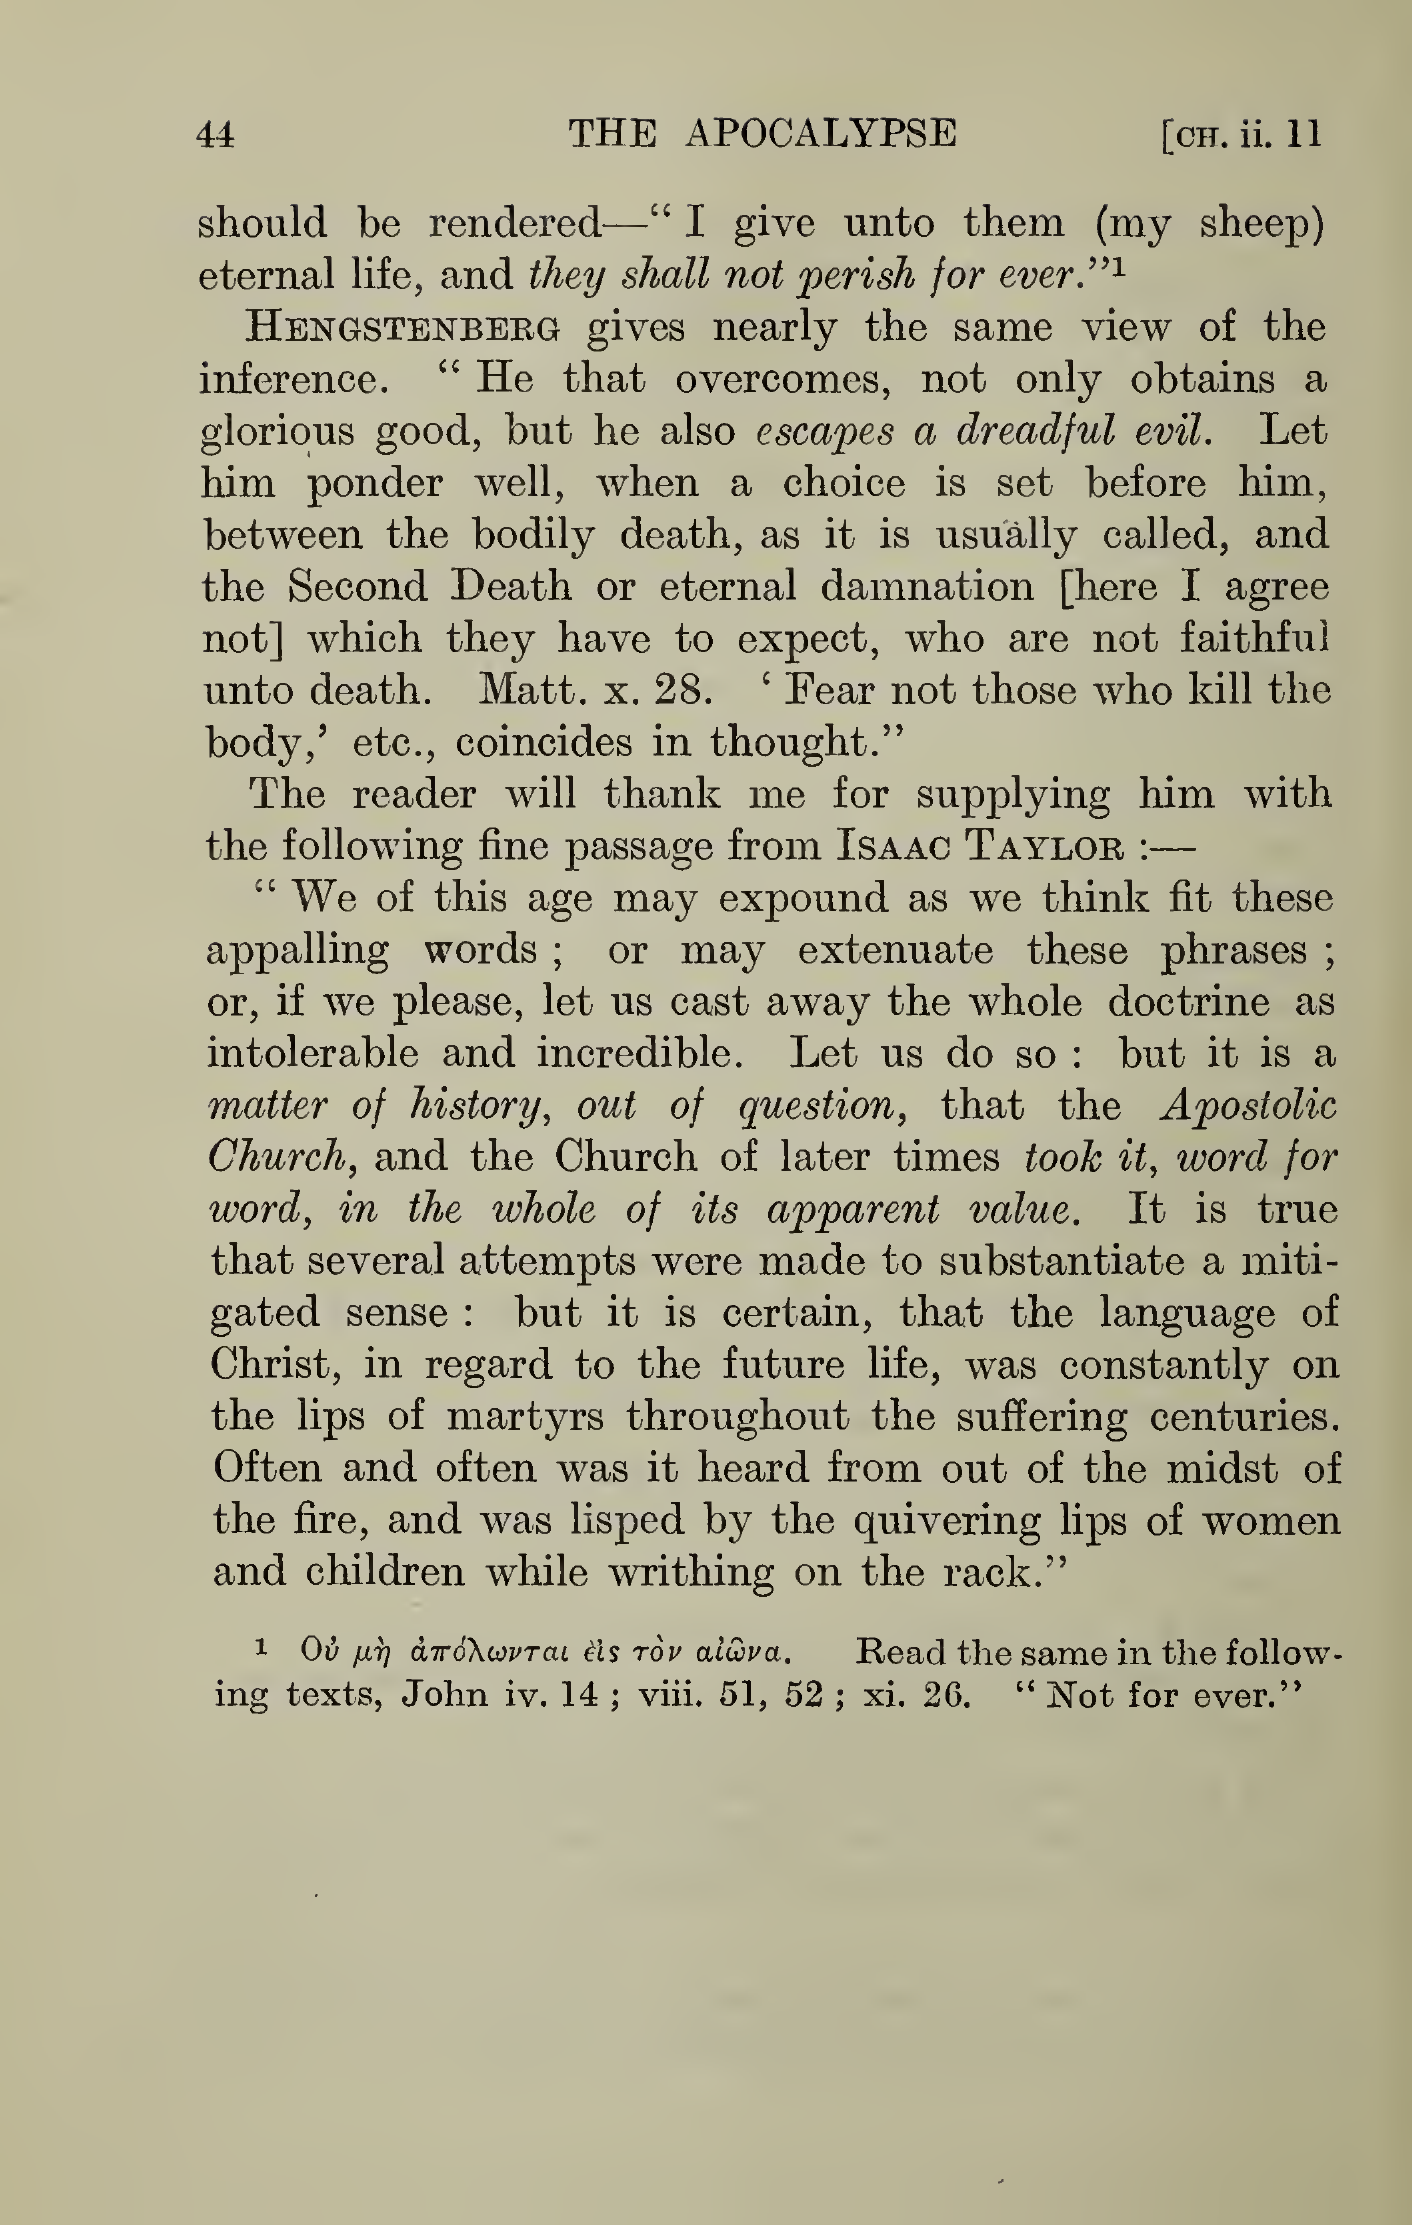 44 THE APOCALYPSE [CH. ii. 11
should be rendered—“ I give unto them (my sheep)
eternal life, and they shall not perish for ever.”1
HENGSTENBERG gives nearly the same view of the
inference. “ He that overcomes, not only obtains a
glorious good, but he also escapes a dreadful evil. Let
him ponder well, when a choice is set before him,
between the bodily death, as it is usually called, and
the Second Death or eternal damnation [here I agree
not] which they have to expect, who are not faithful
unto death. Matt. x. 28. ‘ Fear not those who kill the
body,’ etc., coincides in thought.”
The reader will thank me for supplying him with
the following fine passage from ISAAC TAYLOR :—
“ We of this age may expound as we think fit these
appalling words ; or may extenuate these phrases ;
or, if we please, let us cast away the whole doctrine as
intolerable and incredible. Let us do so : but it is a
matter of history, out of question, that the Apostolic
Church, and the Church of later times took it, word for
word, in the whole of its apparent value. It is true
that several attempts were made to substantiate a miti-
gated sense : but it is certain, that the language of
Christ, in regard to the future life, was constantly on
the lips of martyrs throughout the suffering centuries.
Often and often was it heard from out of the midst of
the fire, and was lisped by the quivering lips of women
and children while writhing on the rack.”
1 Οὐ μὴ ἀπόλωνται εἰς τὸν αἰῶνα. Read the same in the follow-
ing texts, John iv. 14 ; viii. 51, 52 ; xi. 26. “ Not for ever.”